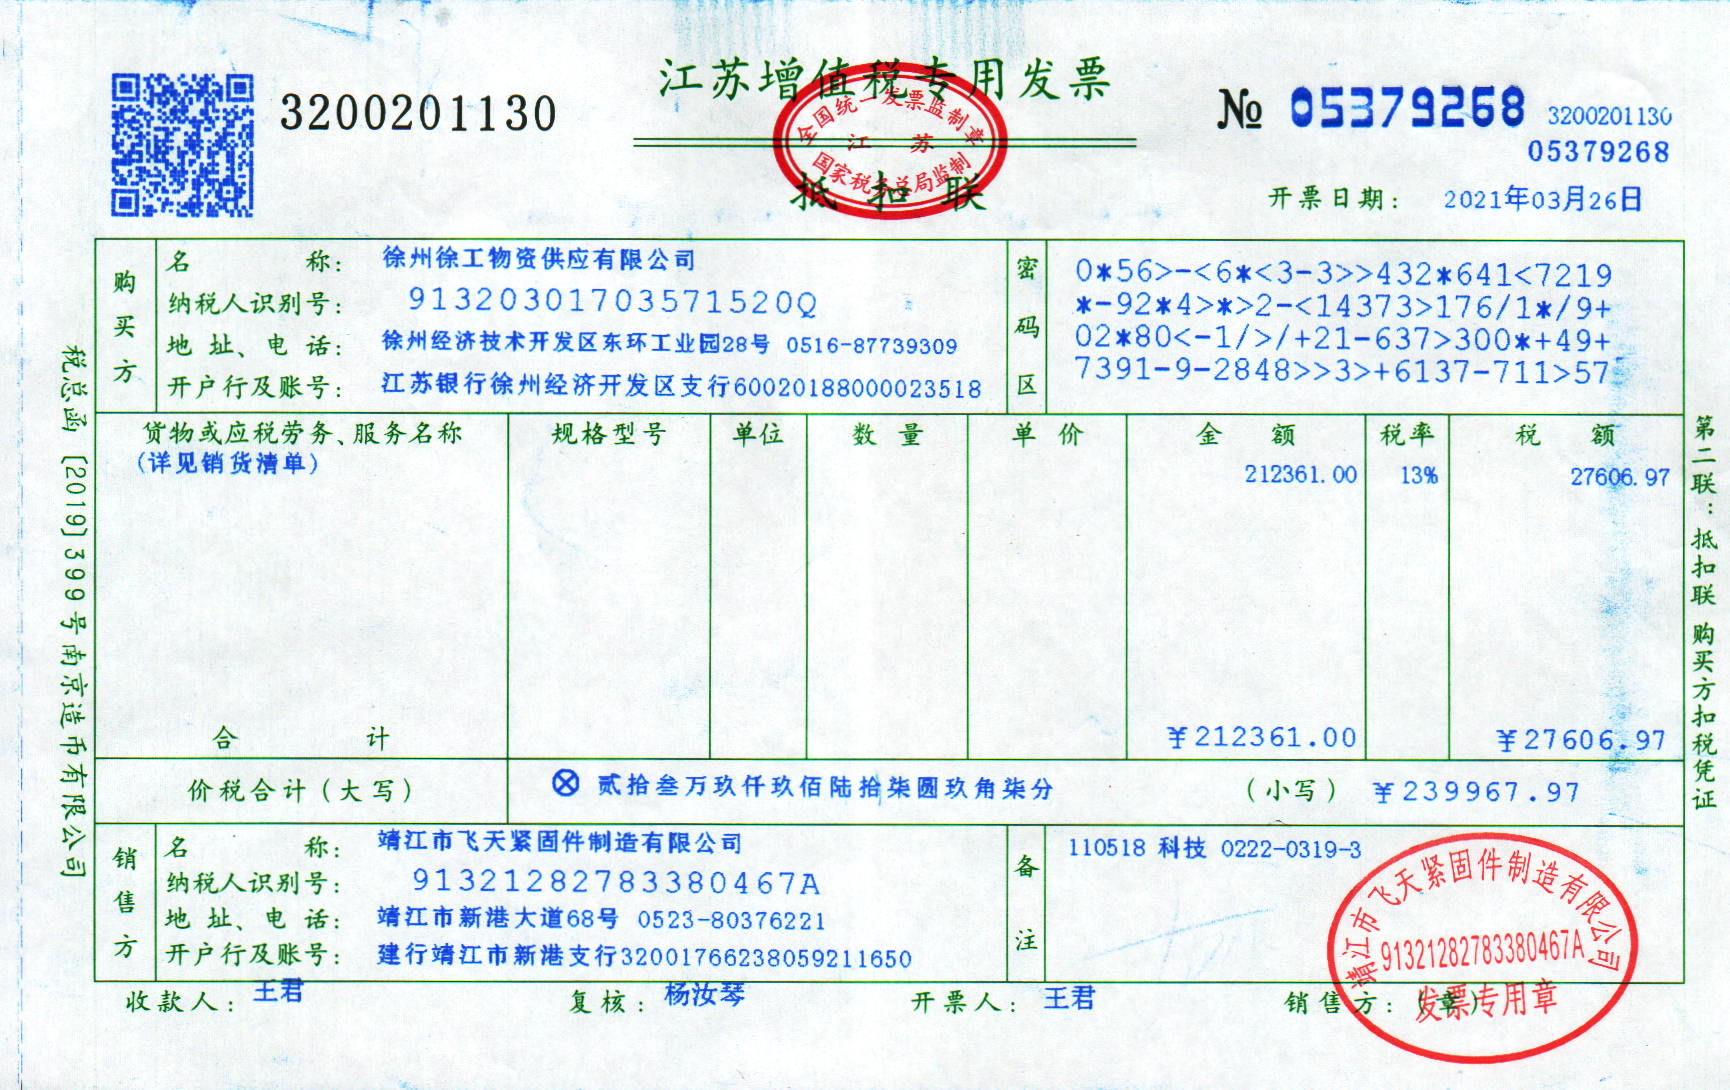 3200201130
江苏增值税专用发票
全国统一发票监制章
江 苏
国家税务总局监制
抵扣联
№ 05379268
3200201130
05379268
开票日期: 2021年03月26日
购买方
名 称: 徐州徐工物资供应有限公司
纳税人识别号: 91320301703571520Q
地 址、电 话: 徐州经济技术开发区东环工业园28号 0516-87739309
开户行及账号: 江苏银行徐州经济开发区支行60020188000023518
密码区
0*56>-<6*<3-3>>432*641<7219
*-92*4>*>2-<14373>176/1*/9+
02*80<-1/>/+21-637>300*+49+
7391-9-2848>>3>+6137-711>57
货物或应税劳务、服务名称 规格型号 单位 数 量 单 价 金 额 税率 税 额
(详见销货清单) 212361.00 13% 27606.97
合 计 ¥212361.00 ¥27606.97
价税合计(大写) ⊗ 贰拾叁万玖仟玖佰陆拾柒圆玖角柒分 (小写) ¥239967.97
销售方
名 称: 靖江市飞天紧固件制造有限公司
纳税人识别号: 91321282783380467A
地 址、电 话: 靖江市新港大道68号 0523-80376221
开户行及账号: 建行靖江市新港支行32001766238059211650
备注
110518 科技 0222-0319-3
靖江市飞天紧固件制造有限公司
91321282783380467A
发票专用章
收款人: 王君 复核: 杨汝琴 开票人: 王君 销售方:(章)
税总函〔2019〕399号南京造币有限公司
第二联:抵扣联 购买方扣税凭证